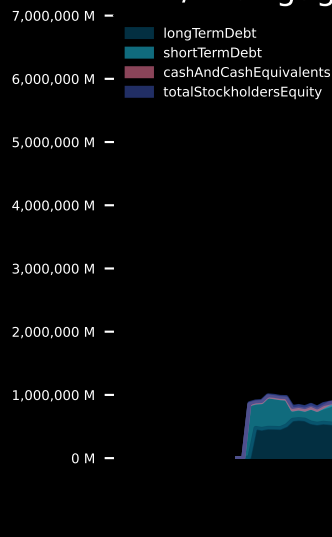 7,000,000 M
longTermDebt
shortTermDebt
6,000,000 M
cashAndCashEquivalents
totalStockholdersEquity
5,000,000 M
4,000,000 M
3,000,000 M
2,000,000 M
1,000,000 M
0 M